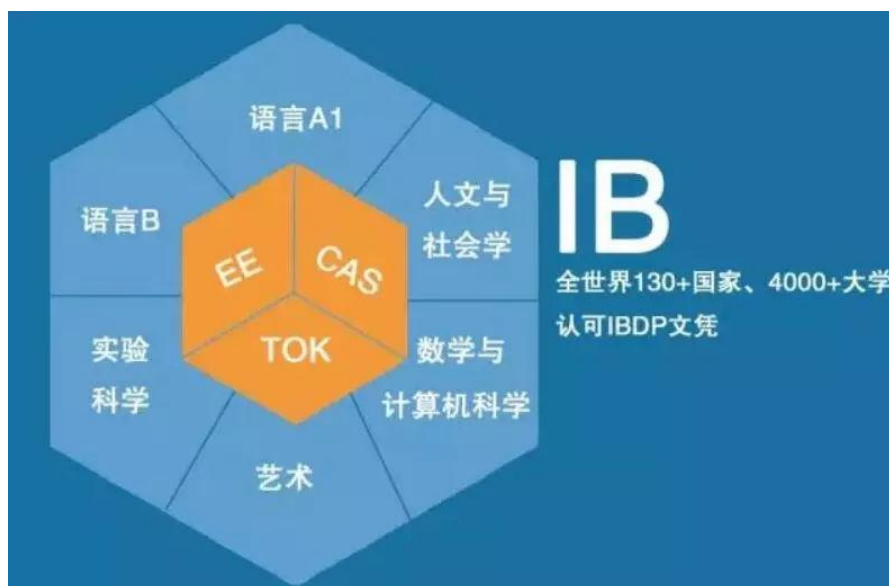 语言A1
语言B
人文与
社会学
EE
CAS
TOK
实验
科学
数学与
计算机科学
艺术
IB
全世界130+国家、4000+大学
认可IBDP文凭